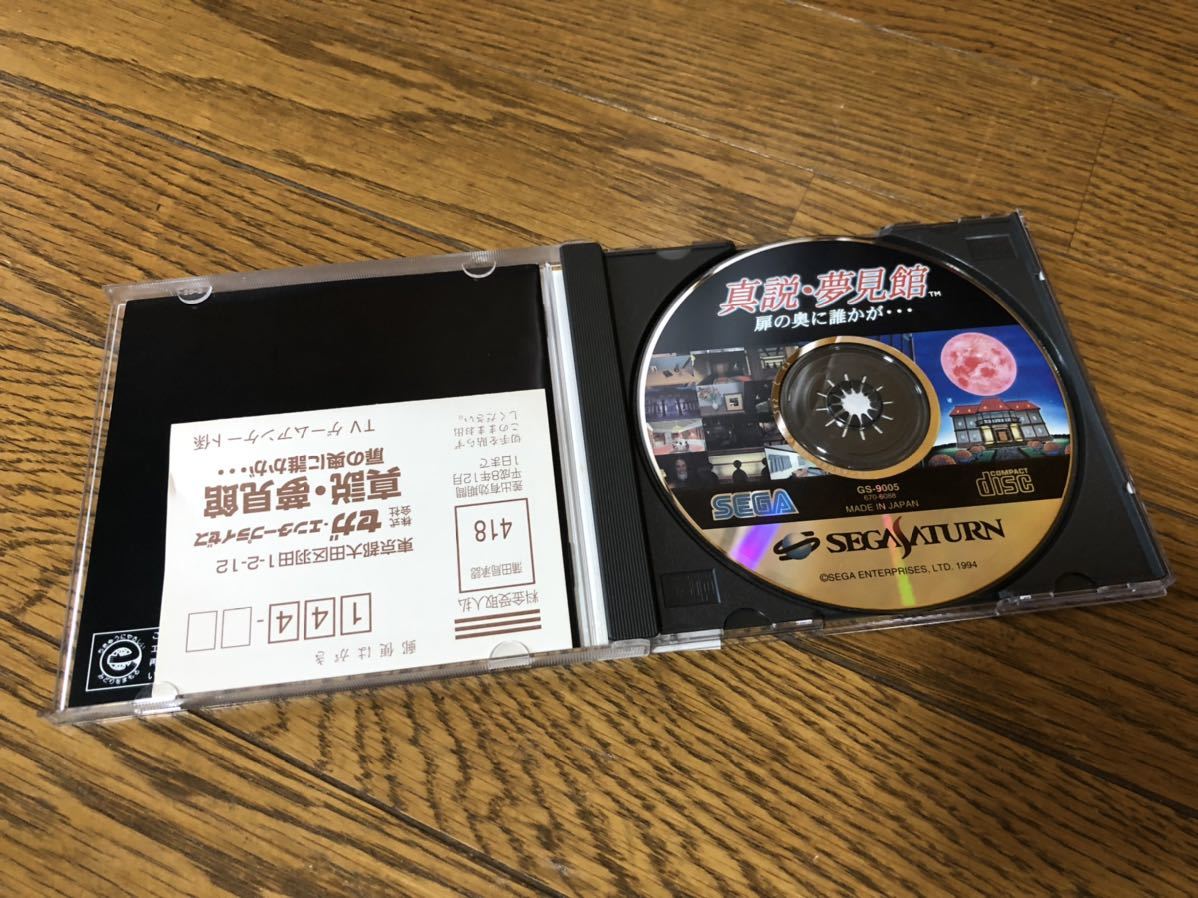 郵便はがき
144-
料金受取人払
蒲田局承認
418
差出有効期間
平成8年12月
1日まで
切手を貼らず
このままお出
しください。
東京都大田区羽田1-2-12
株式会社 セガ・エンタープライゼス
真説・夢見館
扉の奥に誰かが・・・
TVゲームアンケート係
真説・夢見館™
扉の奥に誰かが・・・
SEGA
GS-9005
670-6088
MADE IN JAPAN
COMPACT disc
SEGA SATURN
©SEGA ENTERPRISES, LTD. 1994